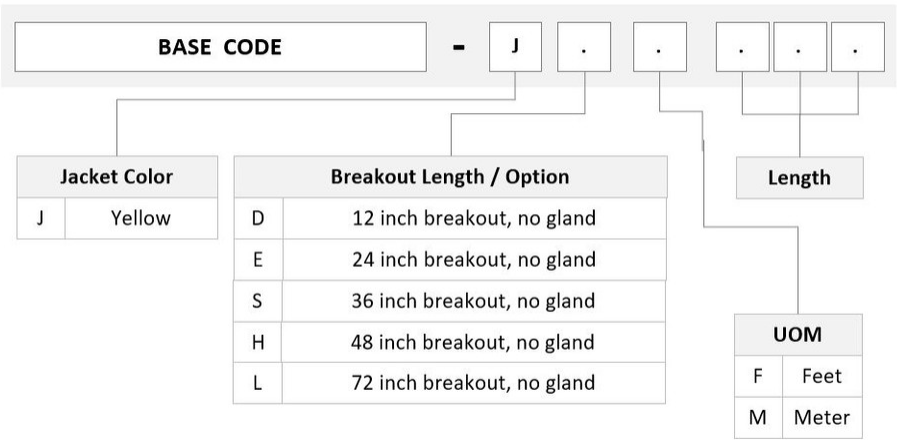 BASE CODE - J . . . . .
Jacket Color
J Yellow
Breakout Length / Option
D 12 inch breakout, no gland
E 24 inch breakout, no gland
S 36 inch breakout, no gland
H 48 inch breakout, no gland
L 72 inch breakout, no gland
Length
UOM
F Feet
M Meter